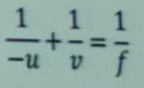 1/-u + 1/v = 1/f